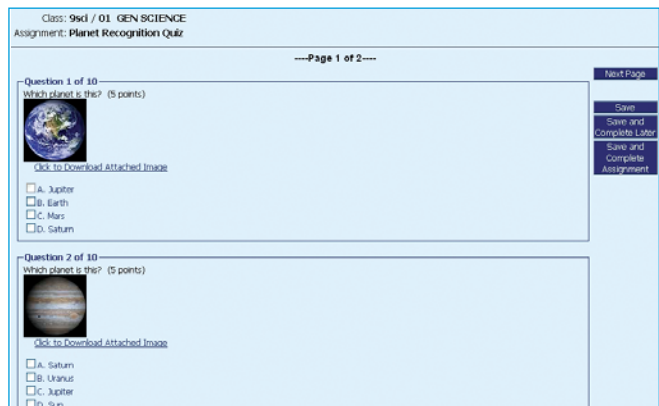 Class: 9sci / 01 GEN SCIENCE
Assignment: Planet Recognition Quiz
----Page 1 of 2----
Next Page
Save
Save and
Complete Later
Save and
Complete
Assignment
Question 1 of 10
Which planet is this? (5 points)
Click to Download Attached Image
A. Jupiter
B. Earth
C. Mars
D. Saturn
Question 2 of 10
Which planet is this? (5 points)
Click to Download Attached Image
A. Saturn
B. Uranus
C. Jupiter
D. Sun